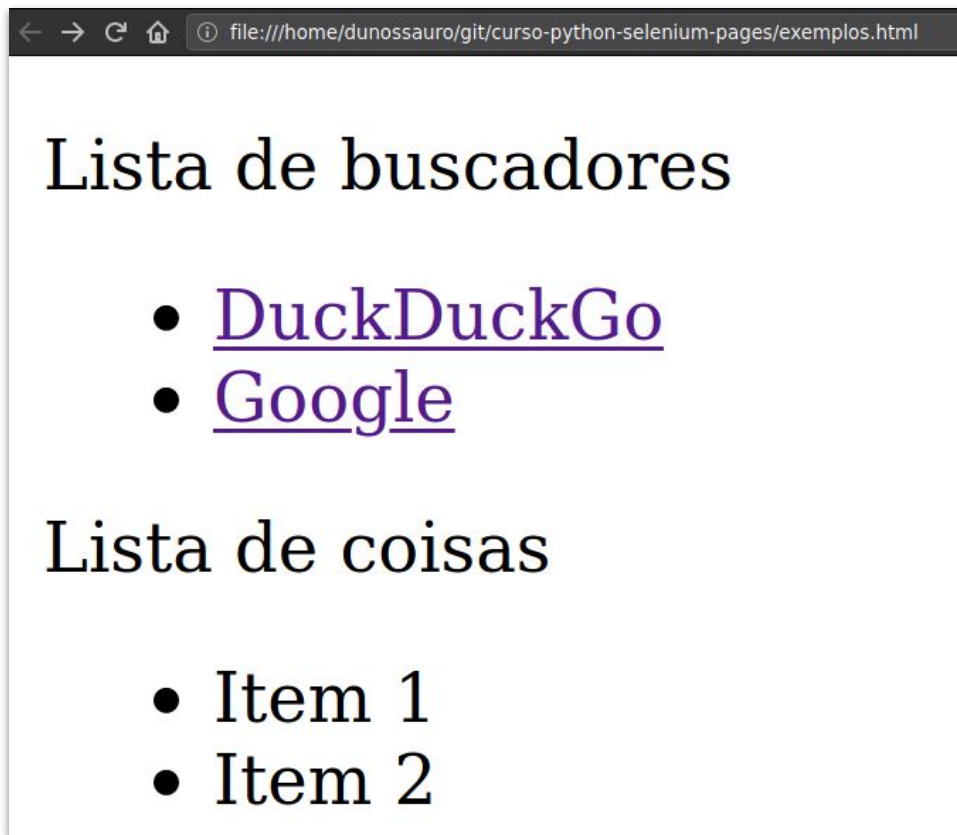 file:///home/dunossauro/git/curso-python-selenium-pages/exemplos.html
Lista de buscadores
DuckDuckGo
Google
Lista de coisas
Item 1
Item 2